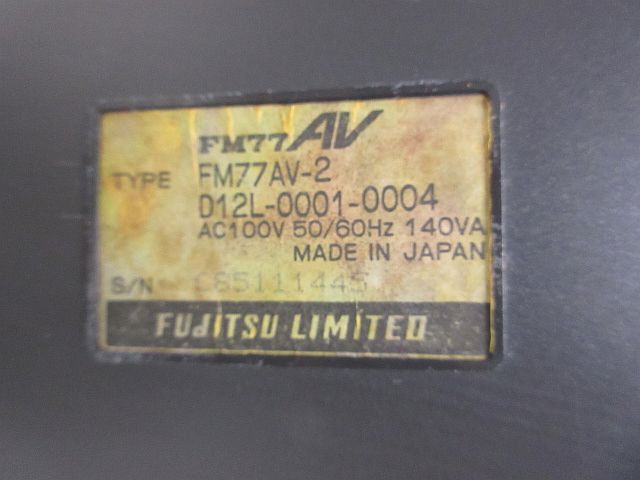 FM77AV
TYPE FM77AV-2
D12L-0001-0004
AC100V 50/60Hz 140VA
MADE IN JAPAN
S/N
FUJITSU LIMITED